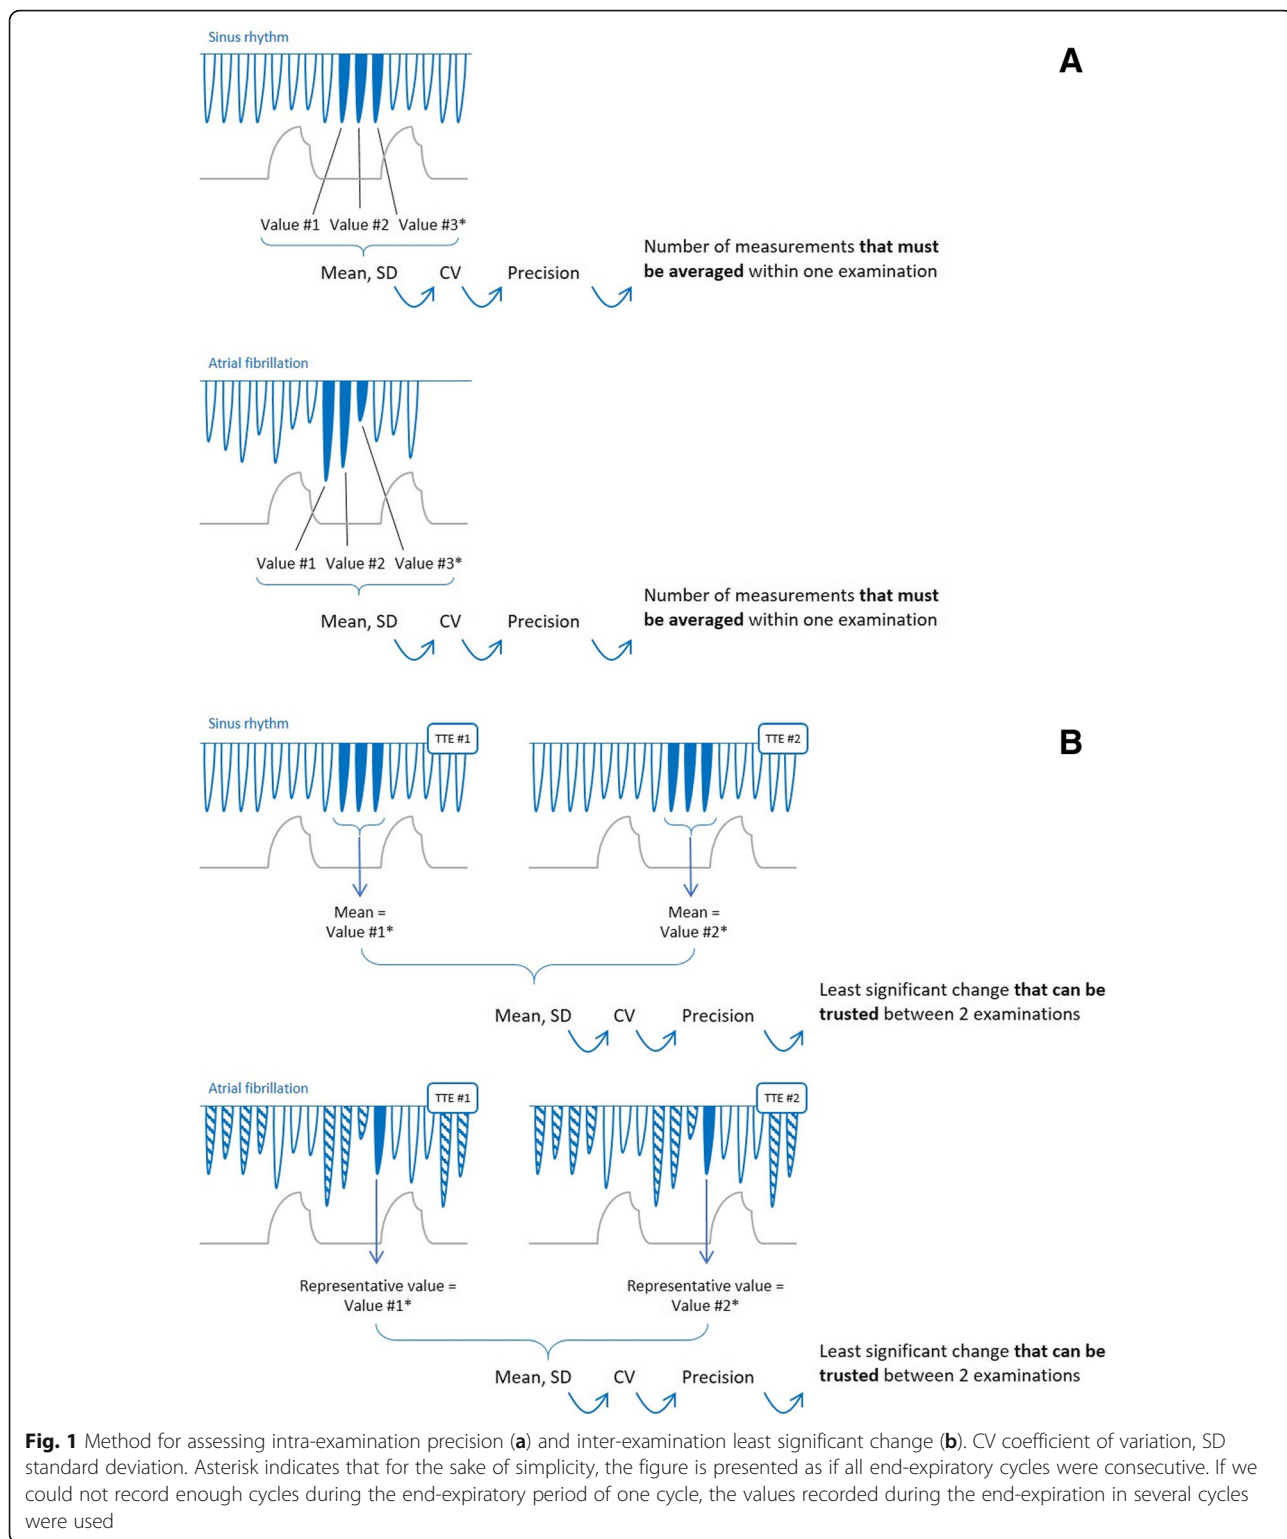 Sinus rhythm
A
Value #1 Value #2 Value #3*
Number of measurements that must
be averaged within one examination
Mean, SD CV Precision
Atrial fibrillation
Value #1 Value #2 Value #3*
Number of measurements that must
be averaged within one examination
Mean, SD CV Precision
Sinus rhythm
TTE #1
TTE #2
B
Mean =
Value #1*
Mean =
Value #2*
Least significant change that can be
trusted between 2 examinations
Mean, SD CV Precision
Atrial fibrillation
TTE #1
TTE #2
Representative value =
Value #1*
Representative value =
Value #2*
Least significant change that can be
trusted between 2 examinations
Mean, SD CV Precision
Fig. 1 Method for assessing intra-examination precision (a) and inter-examination least significant change (b). CV coefficient of variation, SD
standard deviation. Asterisk indicates that for the sake of simplicity, the figure is presented as if all end-expiratory cycles were consecutive. If we
could not record enough cycles during the end-expiratory period of one cycle, the values recorded during the end-expiration in several cycles
were used